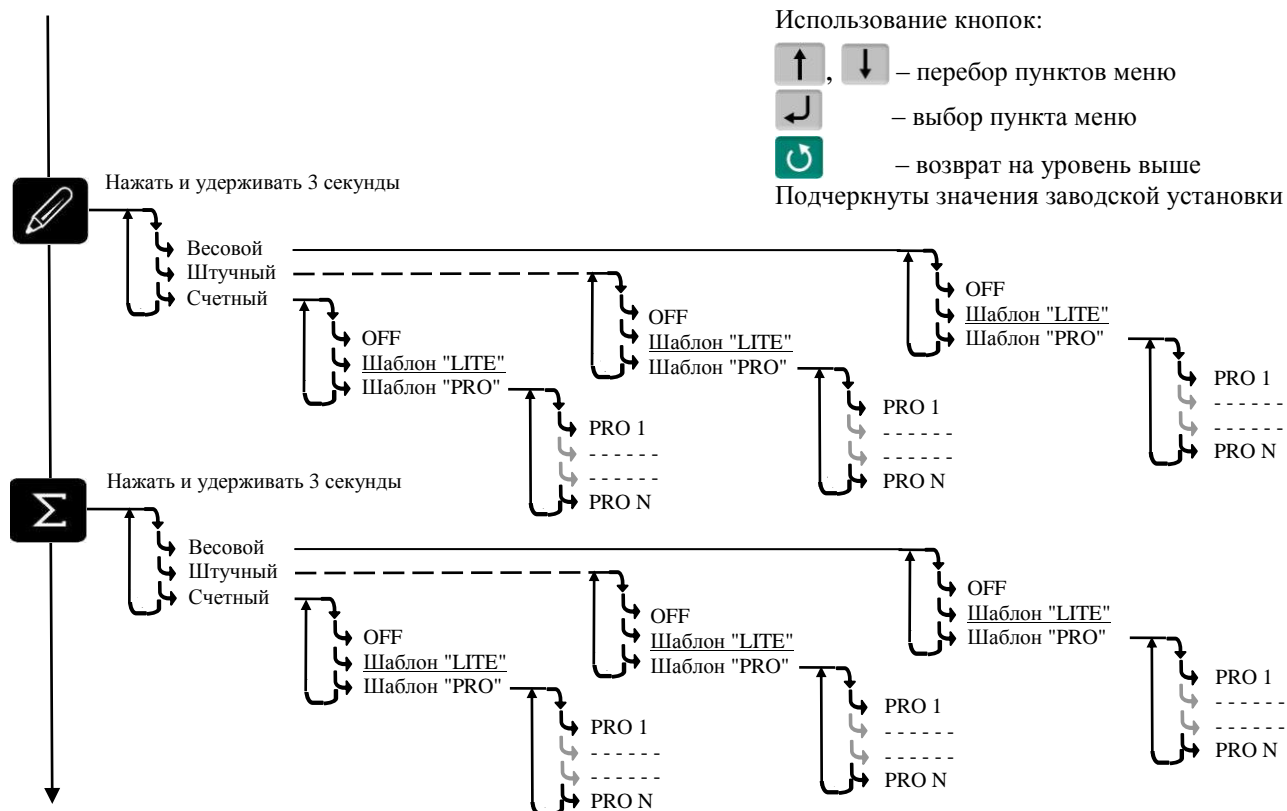 Использование кнопок:
, – перебор пунктов меню
– выбор пункта меню
– возврат на уровень выше
Подчеркнуты значения заводской установки
Нажать и удерживать 3 секунды
Весовой
Штучный
Счетный
OFF
Шаблон "LITE"
Шаблон "PRO"
PRO 1
- - - - - -
- - - - - -
PRO N
OFF
Шаблон "LITE"
Шаблон "PRO"
PRO 1
- - - - - -
- - - - - -
PRO N
OFF
Шаблон "LITE"
Шаблон "PRO"
PRO 1
- - - - - -
- - - - - -
PRO N
Нажать и удерживать 3 секунды
Σ
Весовой
Штучный
Счетный
OFF
Шаблон "LITE"
Шаблон "PRO"
PRO 1
- - - - - -
- - - - - -
PRO N
OFF
Шаблон "LITE"
Шаблон "PRO"
PRO 1
- - - - - -
- - - - - -
PRO N
OFF
Шаблон "LITE"
Шаблон "PRO"
PRO 1
- - - - - -
- - - - - -
PRO N